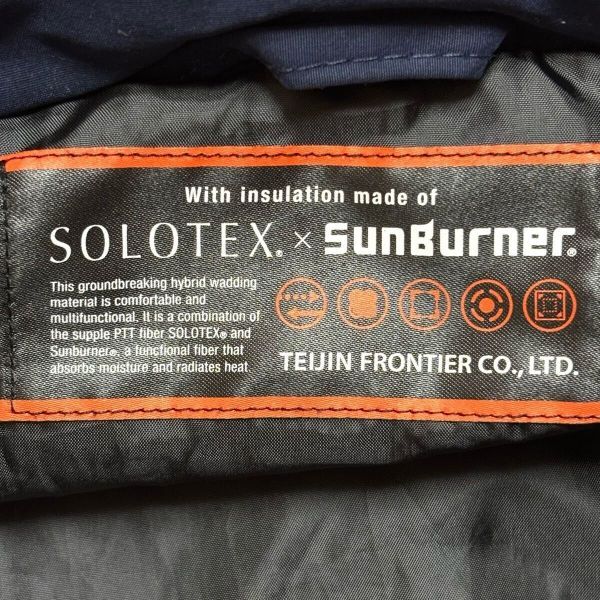 With insulation made of
SOLOTEX® × SunBurner®
This groundbreaking hybrid wadding
material is comfortable and
multifunctional. It is a combination of
the supple PTT fiber SOLOTEX® and
Sunburner®, a functional fiber that
absorbs moisture and radiates heat
TEIJIN FRONTIER CO., LTD.